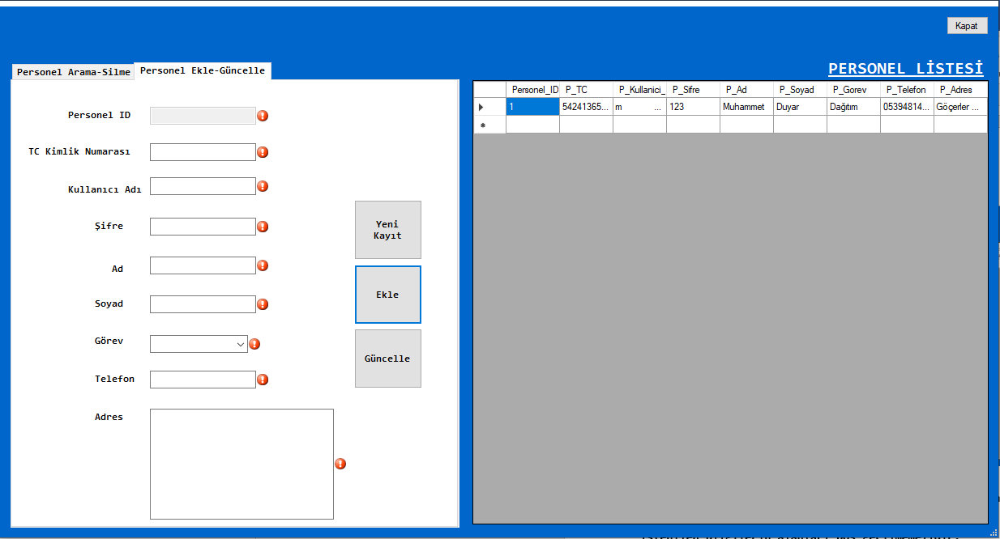 Kapat
Personel Arama-Silme Personel Ekle-Güncelle
PERSONEL LİSTESİ
Personel ID
TC Kimlik Numarası
Kullanıcı Adı
Şifre
Ad
Soyad
Görev
Telefon
Adres
Yeni
Kayıt
Ekle
Güncelle
Personel_ID P_TC P_Kullanici_ P_Sifre P_Ad P_Soyad P_Gorev P_Telefon P_Adres
1 54241365... m ... 123 Muhammet Duyar Dağıtım 05394814... Göçerler ...